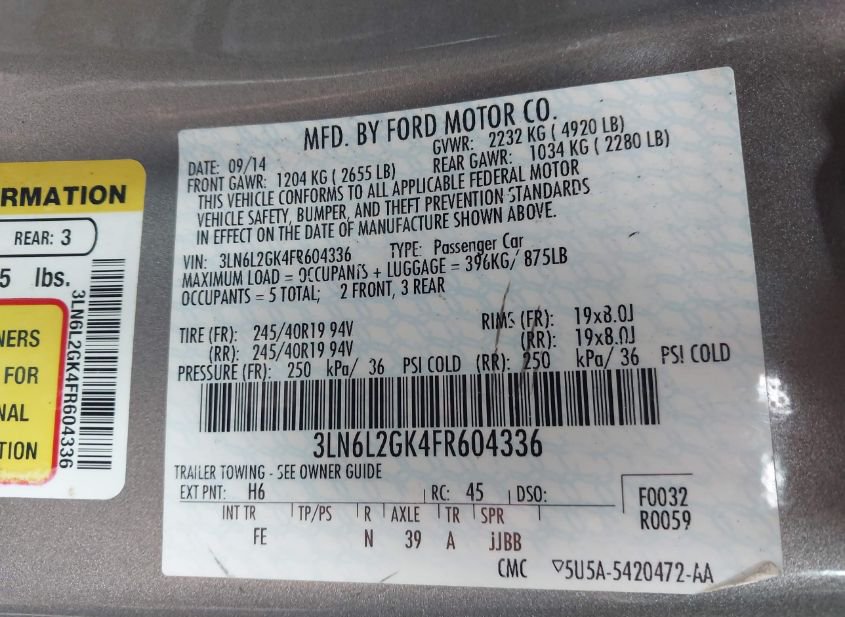 RMATION
REAR: 3
5 lbs.
NERS
FOR
NAL
TION
3LN6L2GK4FR604336
MFD. BY FORD MOTOR CO.
DATE: 09/14 GVWR: 2232 KG ( 4920 LB)
FRONT GAWR: 1204 KG ( 2655 LB) REAR GAWR: 1034 KG ( 2280 LB)
THIS VEHICLE CONFORMS TO ALL APPLICABLE FEDERAL MOTOR
VEHICLE SAFETY, BUMPER, AND THEFT PREVENTION STANDARDS
IN EFFECT ON THE DATE OF MANUFACTURE SHOWN ABOVE.
VIN: 3LN6L2GK4FR604336 TYPE: Passenger Car
MAXIMUM LOAD = OCCUPANTS + LUGGAGE = 396KG/ 875LB
OCCUPANTS = 5 TOTAL; 2 FRONT, 3 REAR
TIRE (FR): 245/40R19 94V RIMS (FR): 19x8.0J
(RR): 245/40R19 94V (RR): 19x8.0J
PRESSURE (FR): 250 kPa/ 36 PSI COLD (RR): 250 kPa/ 36 PSI COLD
3LN6L2GK4FR604336
TRAILER TOWING - SEE OWNER GUIDE
EXT PNT: H6 RC: 45 DSO: F0032
INT TR TP/PS R AXLE TR SPR R0059
FE N 39 A JJBB
CMC ▽5U5A-5420472-AA